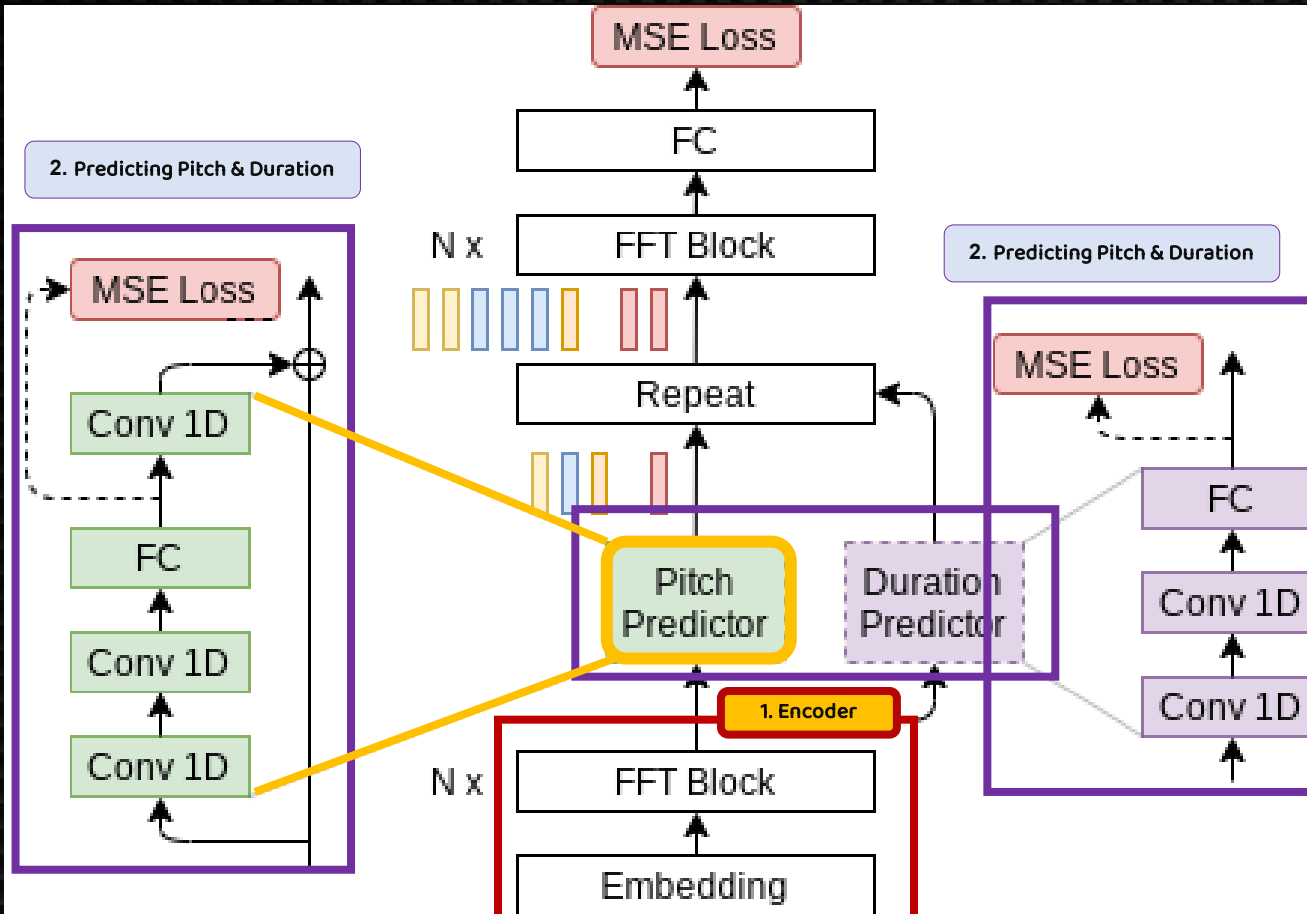 MSE Loss
FC
2. Predicting Pitch & Duration
N x
FFT Block
2. Predicting Pitch & Duration
MSE Loss
MSE Loss
Repeat
Conv 1D
FC
FC
Pitch
Predictor
Duration
Predictor
Conv 1D
Conv 1D
Conv 1D
Conv 1D
1. Encoder
N x
FFT Block
Embedding